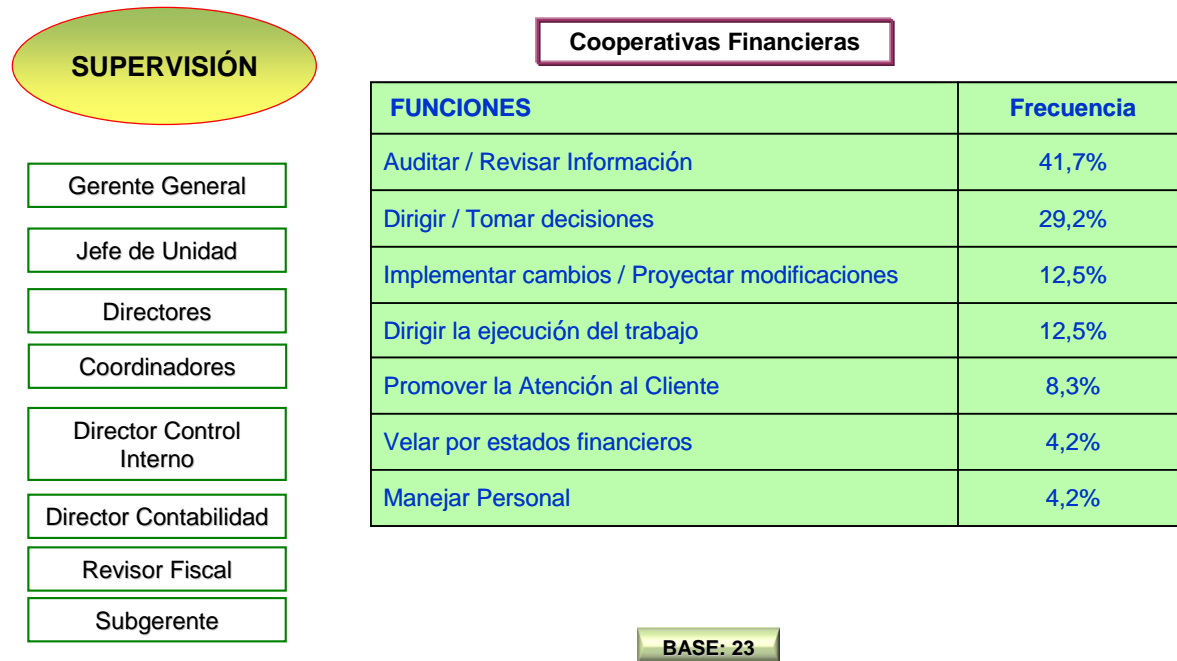 SUPERVISIÓN
Gerente General
Jefe de Unidad
Directores
Coordinadores
Director Control
Interno
Director Contabilidad
Revisor Fiscal
Subgerente
Cooperativas Financieras
FUNCIONES Frecuencia
Auditar / Revisar Información 41,7%
Dirigir / Tomar decisiones 29,2%
Implementar cambios / Proyectar modificaciones 12,5%
Dirigir la ejecución del trabajo 12,5%
Promover la Atención al Cliente 8,3%
Velar por estados financieros 4,2%
Manejar Personal 4,2%
BASE: 23